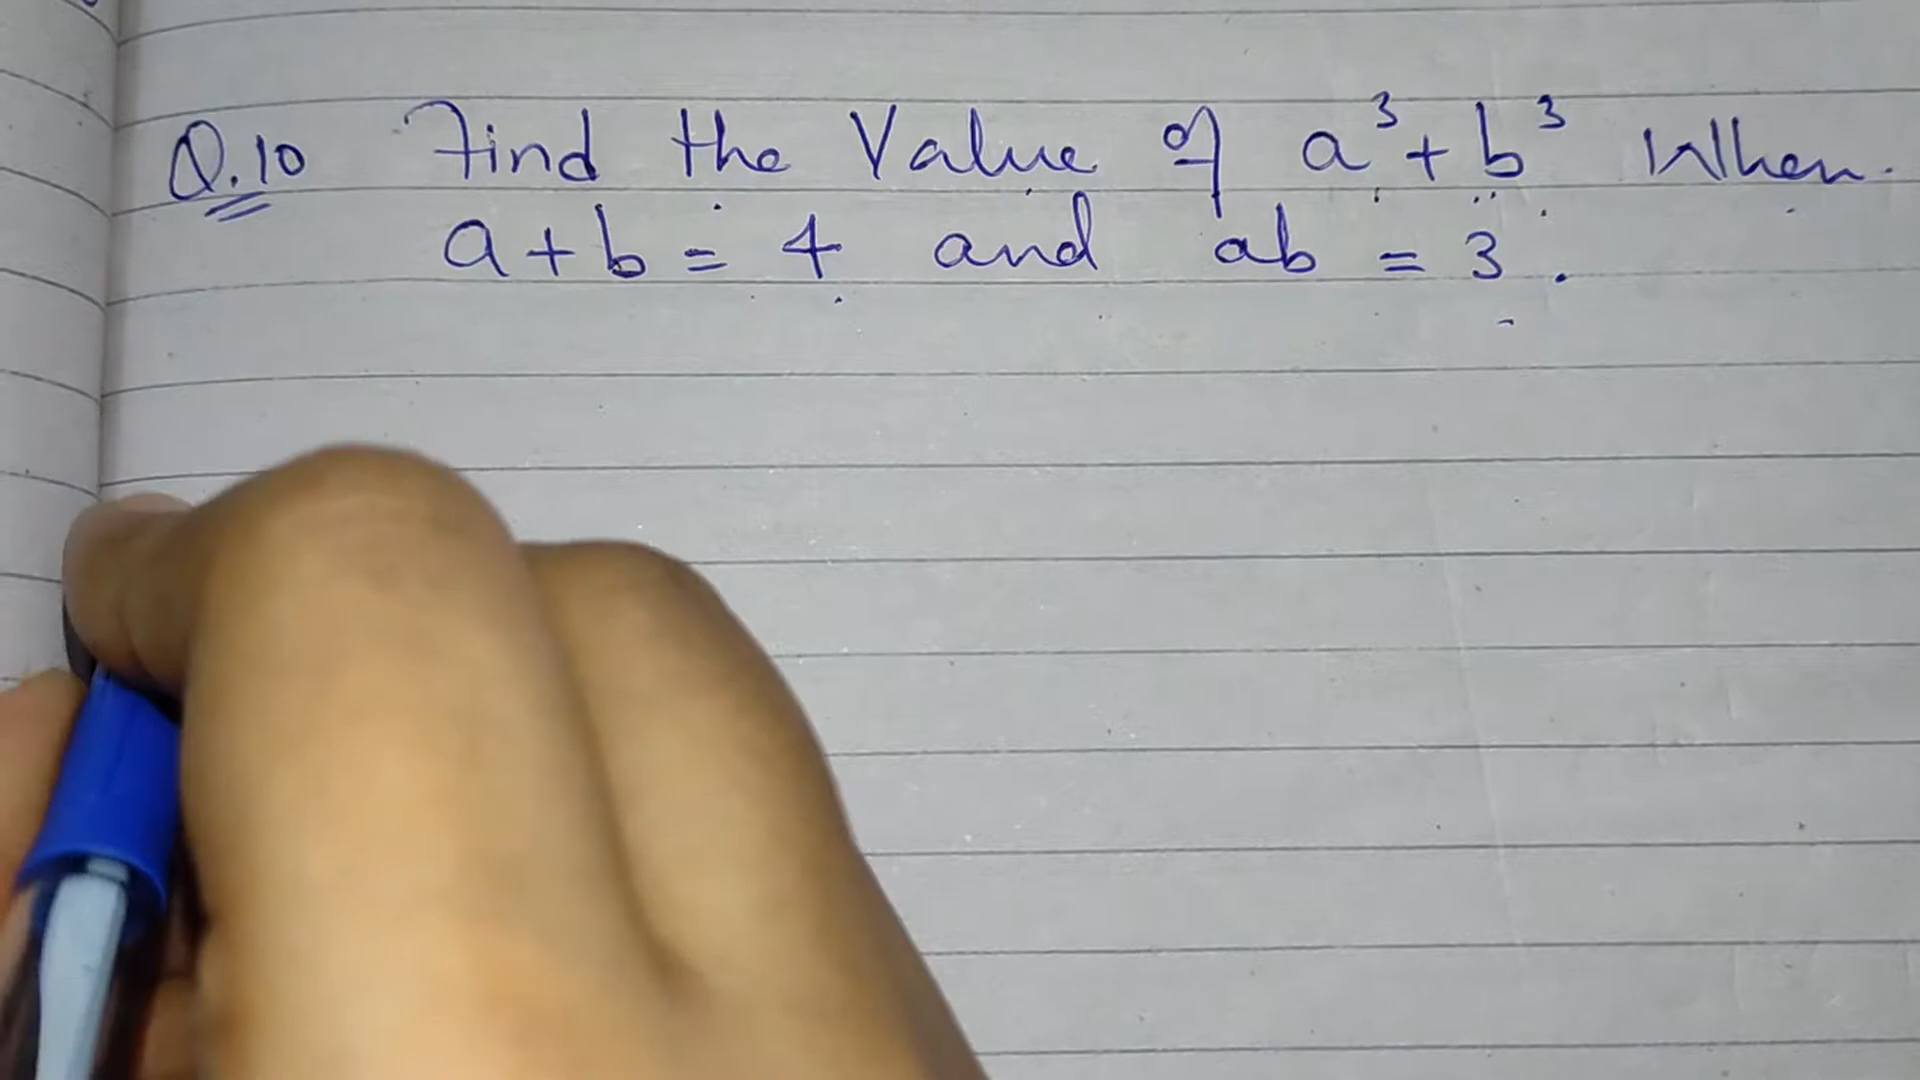 Q.10 Find the Value of a³ + b³ When.
a + b = 4 and ab = 3.